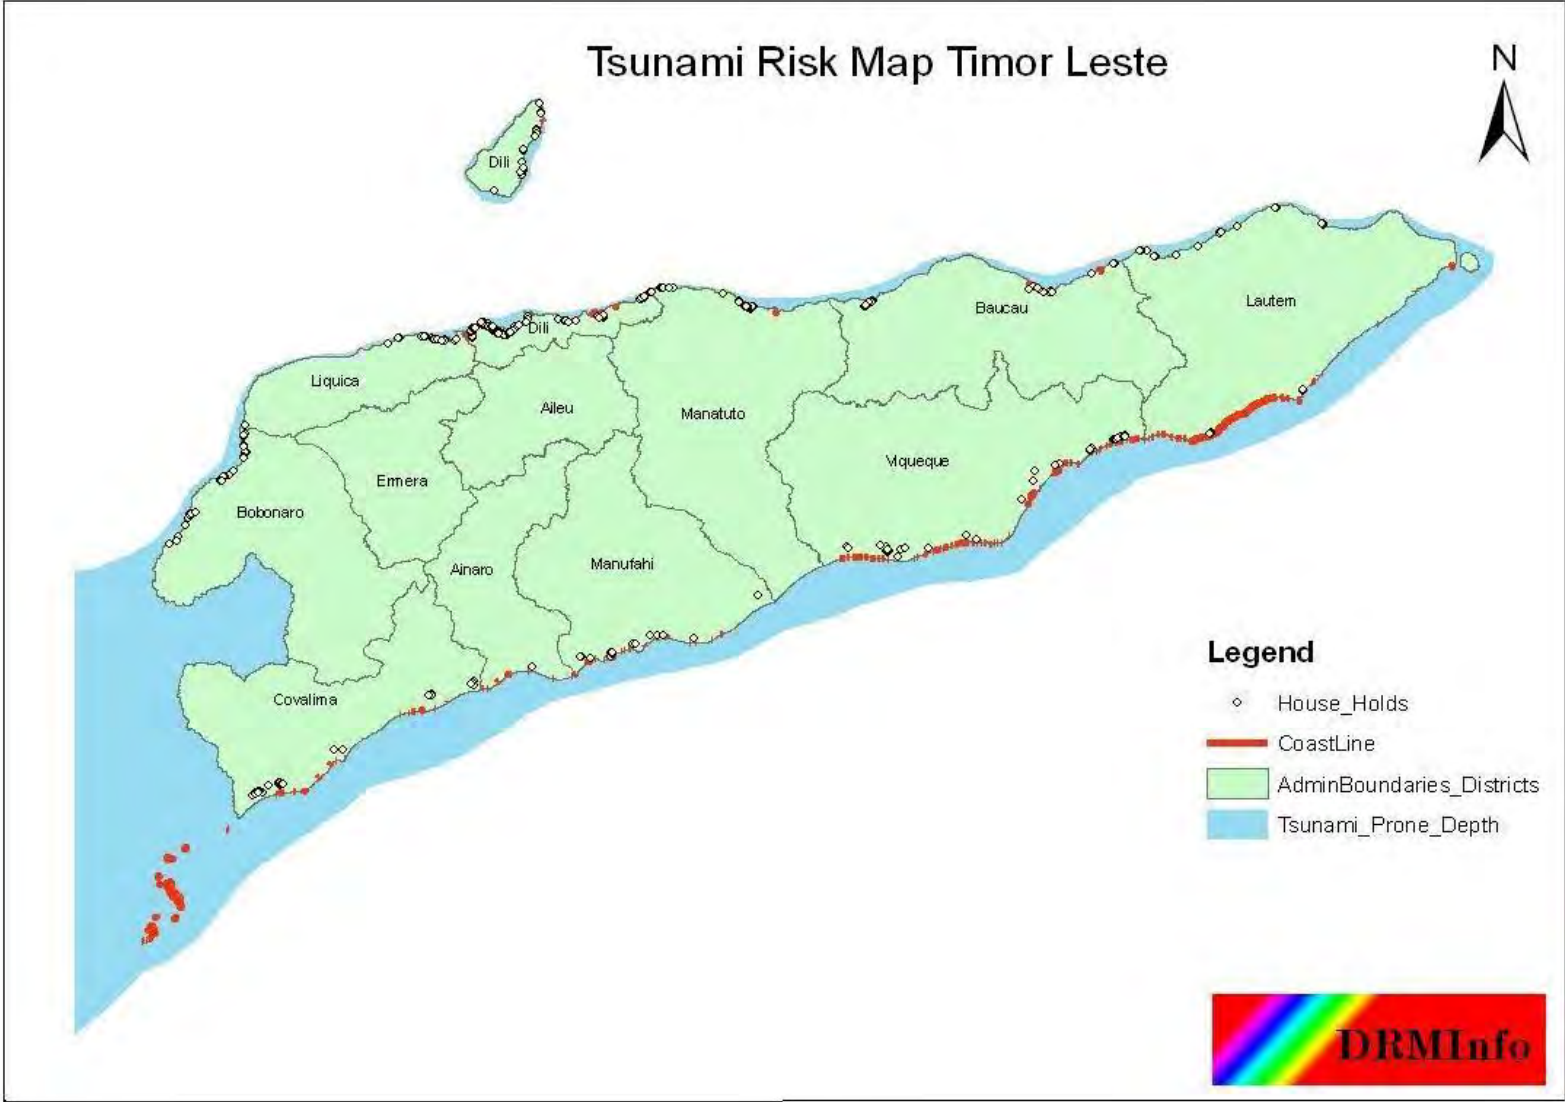 Tsunami Risk Map Timor Leste
N
Dili
Lautem
Baucau
Dili
Liquica
Aileu
Manatuto
Viqueque
Ermera
Bobonaro
Ainaro
Manufahi
Covalima
Legend
House_Holds
CoastLine
AdminBoundaries_Districts
Tsunami_Prone_Depth
DRMInfo